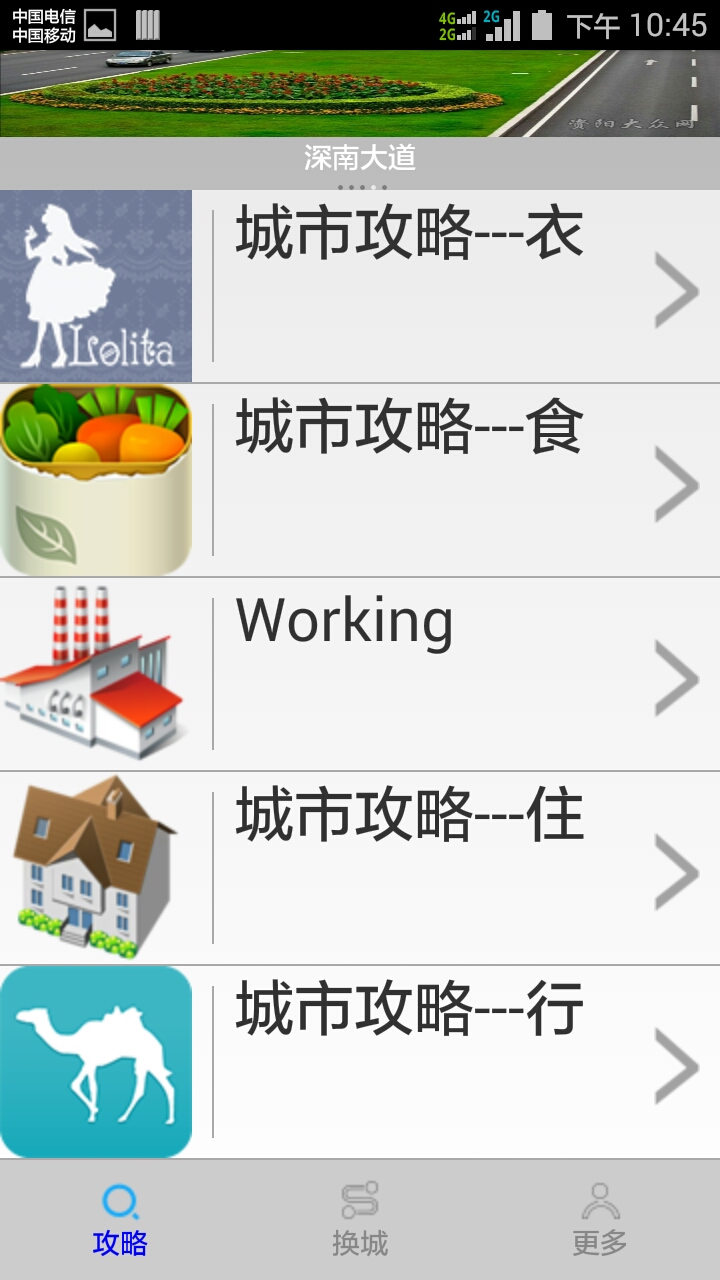 中国电信
中国移动
4G
2G
2G
下午 10:45
资阳大众网
深南大道
Lolita
城市攻略---衣
城市攻略---食
Working
城市攻略---住
城市攻略---行
攻略
换城
更多